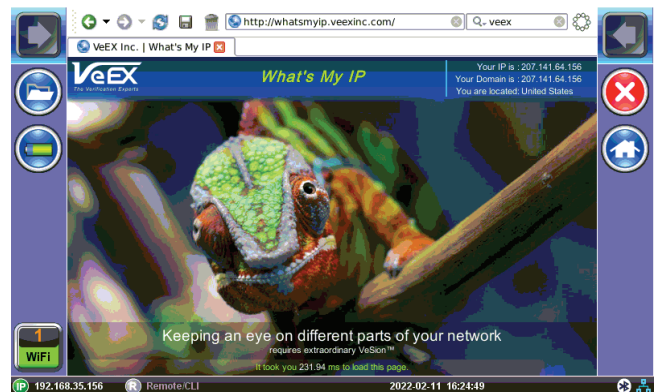 http://whatsmyip.veexinc.com/
veex
VeEX Inc. | What's My IP
VeEX
The Verification Experts
What's My IP
Your IP is : 207.141.64.156
Your Domain is : 207.141.64.156
You are located: United States
Keeping an eye on different parts of your network
requires extraordinary VeSion™
It took you 231.94 ms to load this page.
1
WiFi
IP 192.168.35.156 R Remote/CLI 2022-02-11 16:24:49